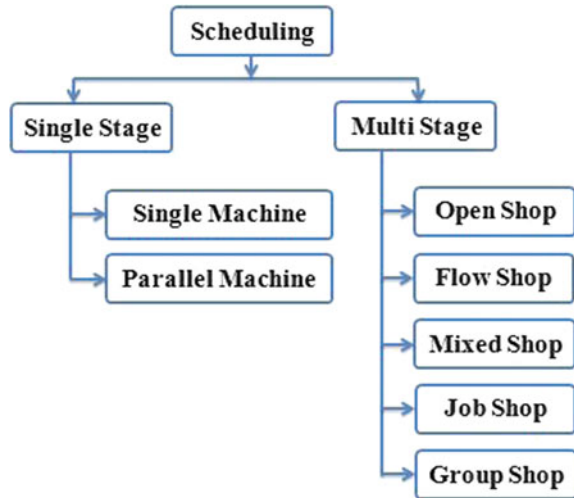 Scheduling
Single Stage
Multi Stage
Single Machine
Parallel Machine
Open Shop
Flow Shop
Mixed Shop
Job Shop
Group Shop